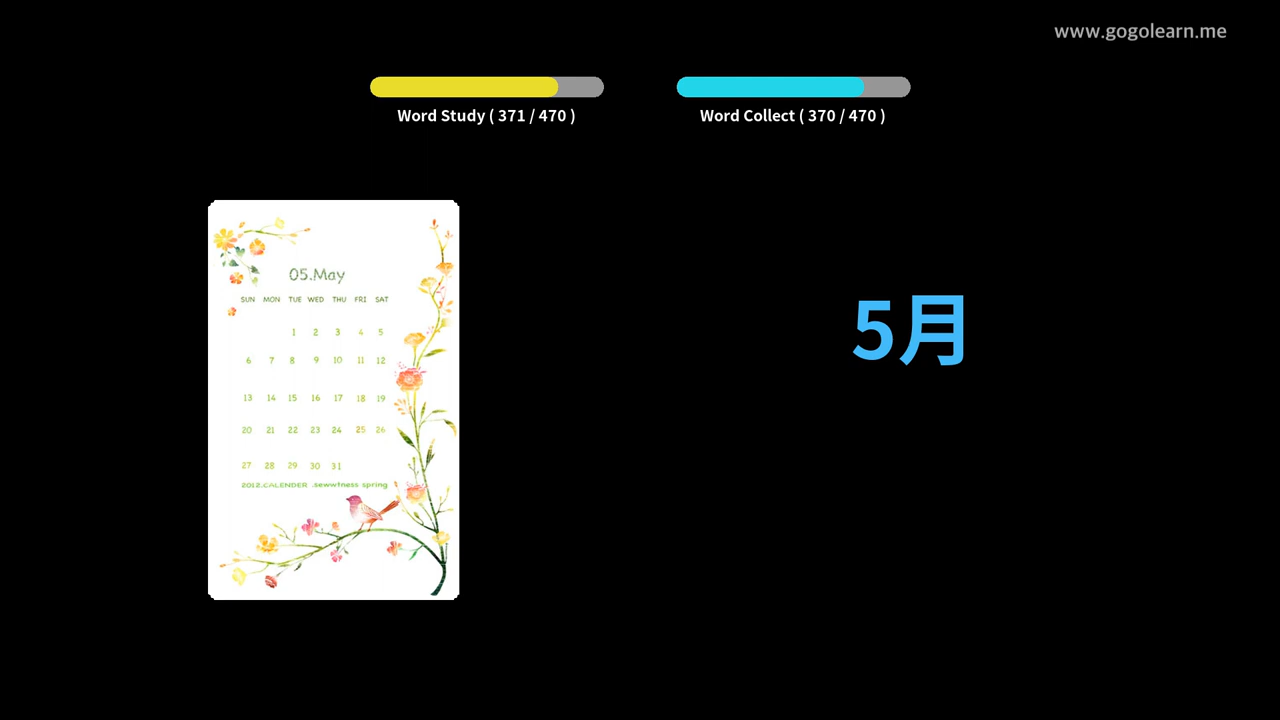 www.gogolearn.me
Word Study ( 371 / 470 )
Word Collect ( 370 / 470 )
05.May
SUN MON TUE WED THU FRI SAT
1 2 3 4 5
6 7 8 9 10 11 12
13 14 15 16 17 18 19
20 21 22 23 24 25 26
27 28 29 30 31
2012.CALENDER .sewwtness spring
5月